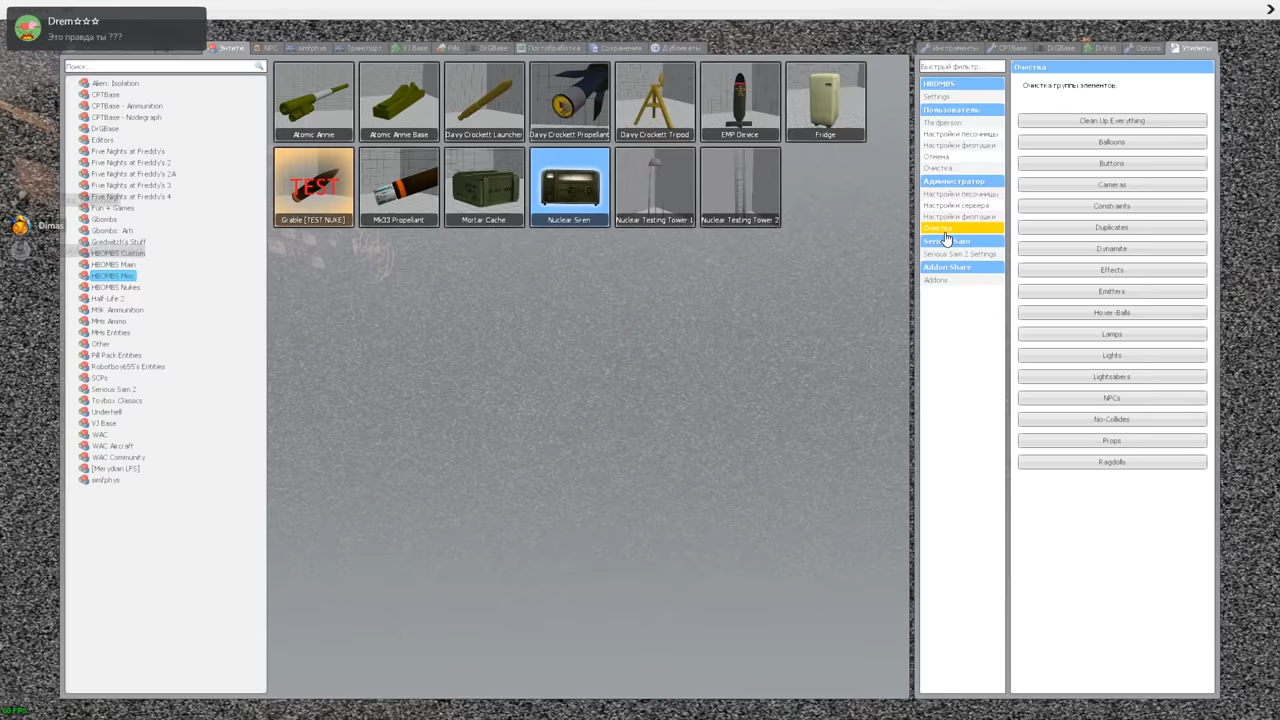 Drem☆☆☆
Это правда ты ???
Энтити
NPC
simfphys
Транспорт
VJ Base
Pills
DrGBase
Постобработка
Сохранения
Дубликаты
Инструменты
CPTBase
DrGBase
DrVrej
Options
Утилиты
Поиск...
Alien: Isolation
CPTBase
CPTBase - Ammunition
CPTBase - Nodegraph
DrGBase
Editors
Five Nights at Freddy's
Five Nights at Freddy's 2
Five Nights at Freddy's 2A
Five Nights at Freddy's 3
Five Nights at Freddy's 4
Fun + Games
Gbombs
Gbombs: Arti
Gredwitch's Stuff
HBOMBS Custom
HBOMBS Main
HBOMBS Misc
HBOMBS Nukes
Half-Life 2
M9k Ammunition
MHs Ammo
MHs Entities
Other
Pill Pack Entities
Robotboy655's Entities
SCPs
Serious Sam 2
Toybox Classics
Underhell
VJ Base
WAC
WAC Aircraft
WAC Community
[Merydian LFS]
simfphys
Dimas
Atomic Annie
Atomic Annie Base
Davy Crockett Launcher
Davy Crockett Propellant
Davy Crockett Tripod
EMP Device
Fridge
TEST
Grable [TEST NUKE]
Mk33 Propellant
Mortar Cache
Nuclear Siren
Nuclear Testing Tower 1
Nuclear Testing Tower 2
Быстрый фильтр...
HBOMBS
Settings
Пользователь
Thirdperson
Настройки песочницы
Настройки физпушки
Отмена
Очистка
Администратор
Настройки песочницы
Настройки сервера
Настройки физпушки
Очистка
Serious Sam
Serious Sam 2 Settings
Addon Share
Addons
Очистка
Очистка группы элементов.
Clean Up Everything
Balloons
Buttons
Cameras
Constraints
Duplicates
Dynamite
Effects
Emitters
Hover-Balls
Lamps
Lights
Lightsabers
NPCs
No-Collides
Props
Ragdolls
60 FPS